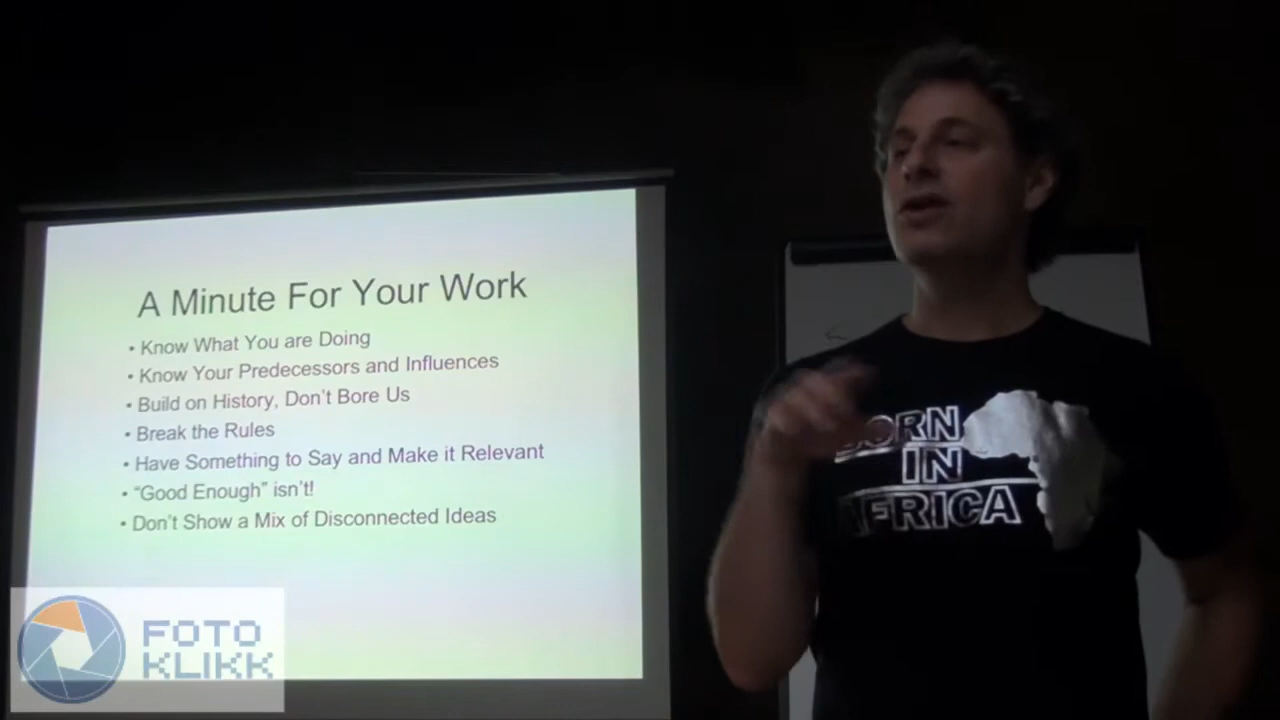 A Minute For Your Work
• Know What You are Doing
• Know Your Predecessors and Influences
• Build on History, Don't Bore Us
• Break the Rules
• Have Something to Say and Make it Relevant
• “Good Enough” isn't!
• Don't Show a Mix of Disconnected Ideas
BORN
IN
AFRICA
FOTO
KLIKK